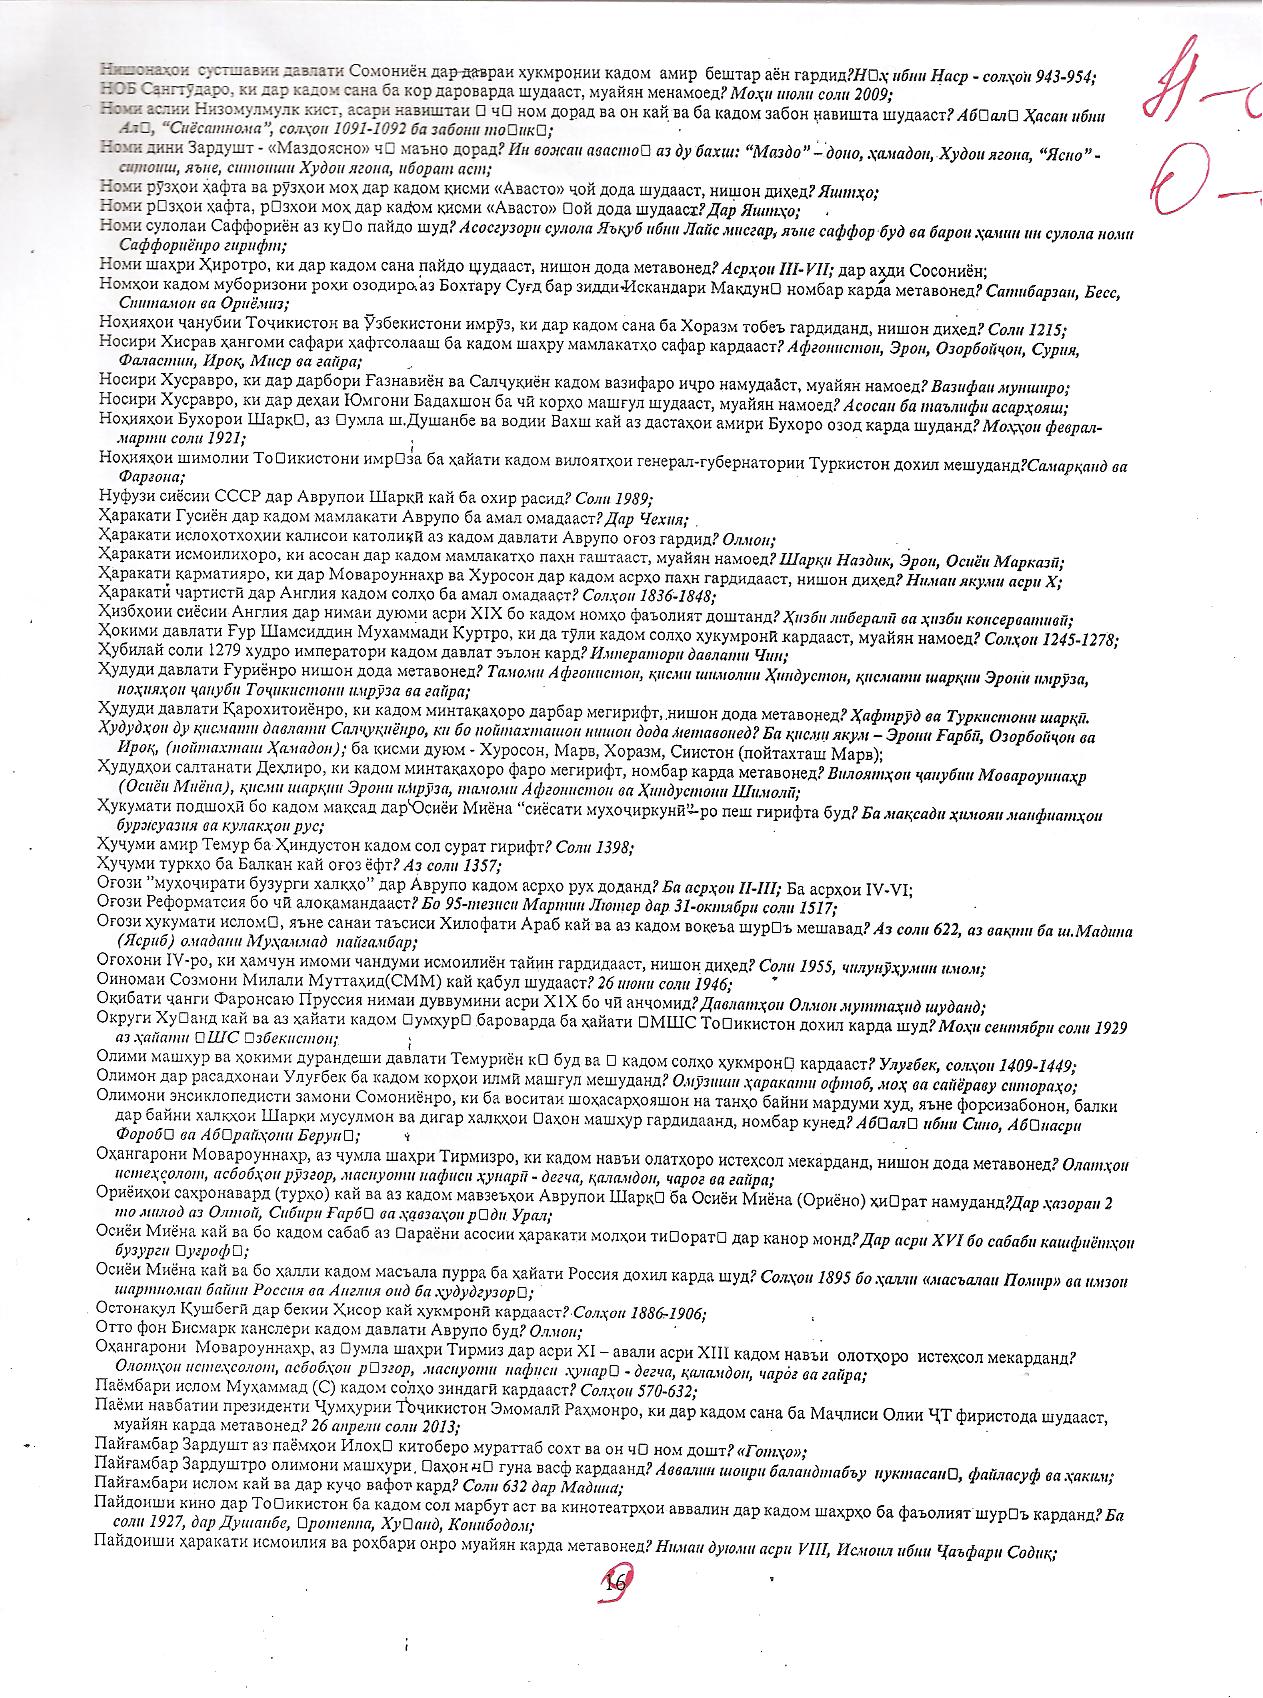 Н-
О-
Нишонаҳои сустшавии давлати Сомониён дар давраи ҳукмронии кадом амир бештар аён гардид? Н□ҳ ибни Наср - солҳои 943-954;
НОБ Сангтӯдаро, ки дар кадом сана ба кор дароварда шудааст, муайян менамоед? Моҳи июли соли 2009;
Номи аслии Низомулмулк кист, асари навиштаи □ ч□ ном дорад ва он кай ва ба кадом забон навишта шудааст? Аб□ал□ Ҳасан ибни
Ал□, “Сиёсатнома”, солҳои 1091-1092 ба забони то□ик□;
Номи дини Зардушт - «Маздоясно» ч□ маъно дорад? Ин вожаи авасто□ аз ду бахш: “Маздо” – доно, ҳамадон, Худои ягона, “Ясно” -
ситоиш, яъне, ситоиши Худои ягона, иборат аст;
Номи рӯзҳои ҳафта ва рӯзҳои моҳ дар кадом қисми «Авасто» ҷой дода шудааст, нишон диҳед? Яштҳо;
Номи р□зҳои ҳафта, р□зҳои моҳ дар кадом қисми «Авасто» □ой дода шудааст? Дар Яштҳо;
Номи сулолаи Саффориён аз ку□о пайдо шуд? Асосгузори сулола Яъқуб ибни Лайс мисгар, яъне саффор буд ва барои ҳамин ин сулола номи
Саффориёнро гирифт;
Номи шаҳри Ҳиротро, ки дар кадом сана пайдо шудааст, нишон дода метавонед? Асрҳои III-VII; дар аҳди Сосониён;
Номҳои кадом муборизони роҳи озодиро аз Бохтару Суғд бар зидди Искандари Мақдун□ номбар карда метавонед? Сатибарзан, Бесс,
Спитамон ва Ориёмиз;
Ноҳияҳои ҷанубии Тоҷикистон ва Ӯзбекистони имрӯз, ки дар кадом сана ба Хоразм тобеъ гардиданд, нишон диҳед? Соли 1215;
Носири Хисрав ҳангоми сафари ҳафтсолааш ба кадом шаҳру мамлакатҳо сафар кардааст? Афғонистон, Эрон, Озорбойҷон, Сурия,
Фаластин, Ироқ, Миср ва ғайра;
Носири Хусравро, ки дар дарбори Ғазнавиён ва Салҷуқиён кадом вазифаро иҷро намудааст, муайян намоед? Вазифаи мунширо;
Носири Хусравро, ки дар деҳаи Юмгони Бадахшон ба чӣ корҳо машғул шудааст, муайян намоед? Асосан ба таълифи асарҳояш;
Ноҳияҳои Бухорои Шарқ□, аз □умла ш.Душанбе ва водии Вахш кай аз дастаҳои амири Бухоро озод карда шуданд? Моҳҳои феврал-
марти соли 1921;
Ноҳияҳои шимолии То□икистони имр□за ба ҳайати кадом вилоятҳои генерал-губернатории Туркистон дохил мешуданд?Самарқанд ва
Фарғона;
Нуфузи сиёсии СССР дар Аврупои Шарқӣ кай ба охир расид? Соли 1989;
Ҳаракати Гусиён дар кадом мамлакати Аврупо ба амал омадааст? Дар Чехия;
Ҳаракати ислоҳотхоҳии калисои католикӣ аз кадом давлати Аврупо оғоз гардид? Олмон;
Ҳаракати исмоилиҳоро, ки асосан дар кадом мамлакатҳо паҳн гаштааст, муайян намоед? Шарқи Наздик, Эрон, Осиёи Марказӣ;
Ҳаракати қарматияро, ки дар Мовароуннаҳр ва Хуросон дар кадом асрҳо паҳн гардидааст, нишон диҳед? Нимаи якуми асри X;
Ҳаракати чартистӣ дар Англия кадом солҳо ба амал омадааст? Солҳои 1836-1848;
Ҳизбҳоии сиёсии Англия дар нимаи дуюми асри XIX бо кадом номҳо фаъолият доштанд? Ҳизби либералӣ ва ҳизби консервативӣ;
Ҳокими давлати Ғур Шамсиддин Муҳаммади Куртро, ки да тӯли кадом солҳо ҳукумронӣ кардааст, муайян намоед? Солҳои 1245-1278;
Ҳубилай соли 1279 худро императори кадом давлат эълон кард? Императори давлати Чин;
Ҳудуди давлати Ғуриёнро нишон дода метавонед? Тамоми Афғонистон, қисми шимолии Ҳиндустон, қисмати шарқии Эрони имрӯза,
ноҳияҳои ҷануби Тоҷикистони имрӯза ва ғайра;
Ҳудуди давлати Қарохитоиёнро, ки кадом минтақаҳоро дарбар мегирифт, нишон дода метавонед? Ҳафтрӯд ва Туркистони шарқӣ.
Ҳудудҳои ду қисмати давлати Салҷуқиёнро, ки бо пойтахташон нишон дода метавонед? Ба қисми якум – Эрони Ғарбӣ, Озорбойҷон ва
Ироқ, (пойтахташ Ҳамадон); ба қисми дуюм - Хуросон, Марв, Хоразм, Сиистон (пойтахташ Марв);
Ҳудудҳои салтанати Деҳлиро, ки кадом минтақаҳоро фаро мегирифт, номбар карда метавонед? Вилоятҳои ҷанубии Мовароуннаҳр
(Осиёи Миёна), қисми шарқии Эрони имрӯза, тамоми Афғонистон ва Ҳиндустони Шимолӣ;
Ҳукумати подшоҳӣ бо кадом мақсад дар Осиёи Миёна “сиёсати муҳоҷиркунӣ”-ро пеш гирифта буд? Ба мақсади ҳимояи манфиатҳои
буржуазия ва кулакҳои рус;
Ҳуҷуми амир Темур ба Ҳиндустон кадом сол сурат гирифт? Соли 1398;
Ҳуҷуми туркҳо ба Балкан кай оғоз ёфт? Аз соли 1357;
Оғози ”муҳоҷирати бузурги халқҳо” дар Аврупо кадом асрҳо рух доданд? Ба асрҳои II-III; Ба асрҳои IV-VI;
Оғози Реформатсия бо чӣ алоқамандааст? Бо 95-тезиси Мартин Лютер дар 31-октябри соли 1517;
Оғози ҳукумати ислом□, яъне санаи таъсиси Хилофати Араб кай ва аз кадом воқеъа шур□ъ мешавад? Аз соли 622, аз вақти ба ш.Мадина
(Ясриб) омадани Муҳаммад пайғамбар;
Оғохони IV-ро, ки ҳамчун имоми чандуми исмоилиён тайин гардидааст, нишон диҳед? Соли 1955, чилунӯҳумин имом;
Оиномаи Созмони Милали Муттаҳид(СММ) кай қабул шудааст? 26 июни соли 1946;
Оқибати ҷанги Фаронсаю Пруссия нимаи дуввумини асри X1X бо чӣ анҷомид? Давлатҳои Олмон муттаҳид шуданд;
Округи Ху□анд кай ва аз ҳайати кадом □умҳур□ бароварда ба ҳайати □МШС То□икистон дохил карда шуд? Моҳи сентябри соли 1929
аз ҳайати □ШС □збекистон;
Олими машҳур ва ҳокими дурандеши давлати Темуриён к□ буд ва □ кадом солҳо ҳукмрон□ кардааст? Улуғбек, солҳои 1409-1449;
Олимон дар расадхонаи Улуғбек ба кадом корҳои илмӣ машғул мешуданд? Омӯзиши ҳаракати офтоб, моҳ ва сайёраву ситораҳо;
Олимони энсиклопедисти замони Сомониёнро, ки ба воситаи шоҳасарҳояшон на танҳо байни мардуми худ, яъне форсизабонон, балки
дар байни халқҳои Шарқи мусулмон ва дигар халқҳои □аҳон машҳур гардидаанд, номбар кунед? Аб□ал□ ибни Сино, Аб□насри
Фороб□ ва Аб□райҳони Берун□;
Оҳангарони Мовароуннаҳр, аз ҷумла шаҳри Тирмизро, ки кадом навъи олатҳоро истеҳсол мекарданд, нишон дода метавонед? Олатҳои
истеҳсолот, асбобҳои рӯзгор, маснуоти нафиси ҳунарӣ - дегча, қаламдон, чароғ ва ғайра;
Ориёиҳои саҳронавард (турҳо) кай ва аз кадом мавзеъҳои Аврупои Шарқ□ ба Осиёи Миёна (Ориёно) ҳи□рат намуданд?Дар ҳазораи 2
то милод аз Олтой, Сибири Ғарб□ ва ҳавзаҳои р□ди Урал;
Осиёи Миёна кай ва бо кадом сабаб аз □араёни асосии ҳаракати молҳои ти□орат□ дар канор монд? Дар асри XVI бо сабаби кашфиётҳои
бузурги □уғроф□;
Осиёи Миёна кай ва бо ҳалли кадом масъала пурра ба ҳайати Россия дохил карда шуд? Солҳои 1895 бо ҳалли «масъалаи Помир» ва имзои
шартномаи байни Россия ва Англия оид ба ҳудудгузор□;
Остонақул Қушбегӣ дар бекии Ҳисор кай ҳукмронӣ кардааст? Солҳои 1886-1906;
Отто фон Бисмарк канслери кадом давлати Аврупо буд? Олмон;
Оҳангарони Мовароуннаҳр, аз □умла шаҳри Тирмиз дар асри XI – авали асри XIII кадом навъи олотҳоро истеҳсол мекарданд?
Олотҳои истеҳсолот, асбобҳои р□згор, маснуоти нафиси ҳунар□ - дегча, қаламдон, чароғ ва ғайра;
Паёмбари ислом Муҳаммад (С) кадом солҳо зиндагӣ кардааст? Солҳои 570-632;
Паёми навбатии президенти Ҷумҳурии Тоҷикистон Эмомалӣ Раҳмонро, ки дар кадом сана ба Маҷлиси Олии ҶТ фиристода шудааст,
муайян карда метавонед? 26 апрели соли 2013;
Пайғамбар Зардушт аз паёмҳои Илоҳ□ китоберо мураттаб сохт ва он ч□ ном дошт? «Готҳо»;
Пайғамбар Зардуштро олимони машҳури □аҳон ч□ гуна васф кардаанд? Аввалин шоири баландтабъу нуктасан□, файласуф ва ҳаким;
Пайғамбари ислом кай ва дар куҷо вафот кард? Соли 632 дар Мадина;
Пайдоиши кино дар То□икистон ба кадом сол марбут аст ва кинотеатрҳои аввалин дар кадом шаҳрҳо ба фаъолият шур□ъ карданд? Ба
соли 1927, дар Душанбе, □ротеппа, Ху□анд, Конибодом;
Пайдоиши ҳаракати исмоилия ва роҳбари онро муайян карда метавонед? Нимаи дуюми асри VIII, Исмоил ибни Ҷаъфари Содиқ;
16
9